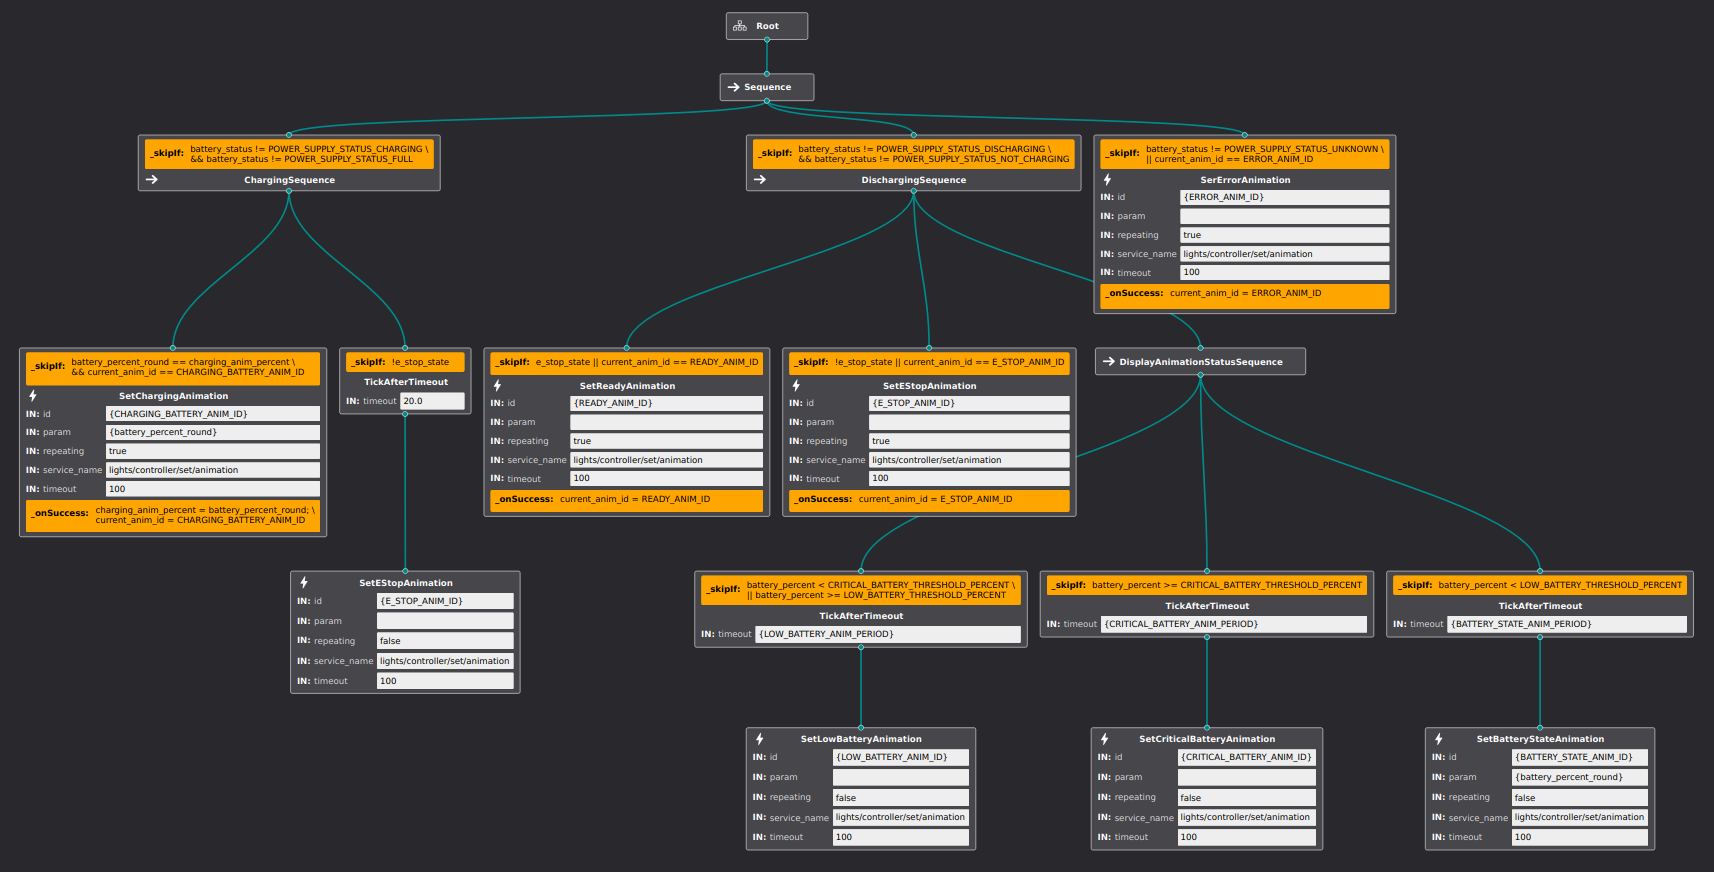 Root
Sequence
_skipIf: battery_status != POWER_SUPPLY_STATUS_CHARGING \
&& battery_status != POWER_SUPPLY_STATUS_FULL
ChargingSequence
_skipIf: battery_status != POWER_SUPPLY_STATUS_DISCHARGING \
&& battery_status != POWER_SUPPLY_STATUS_NOT_CHARGING
DischargingSequence
_skipIf: battery_status != POWER_SUPPLY_STATUS_UNKNOWN \
|| current_anim_id == ERROR_ANIM_ID
SerErrorAnimation
IN: id {ERROR_ANIM_ID}
IN: param
IN: repeating true
IN: service_name lights/controller/set/animation
IN: timeout 100
_onSuccess: current_anim_id = ERROR_ANIM_ID
_skipIf: battery_percent_round == charging_anim_percent \
&& current_anim_id == CHARGING_BATTERY_ANIM_ID
SetChargingAnimation
IN: id {CHARGING_BATTERY_ANIM_ID}
IN: param {battery_percent_round}
IN: repeating true
IN: service_name lights/controller/set/animation
IN: timeout 100
_onSuccess: charging_anim_percent = battery_percent_round; \
current_anim_id = CHARGING_BATTERY_ANIM_ID
_skipIf: !e_stop_state
TickAfterTimeout
IN: timeout 20.0
_skipIf: e_stop_state || current_anim_id == READY_ANIM_ID
SetReadyAnimation
IN: id {READY_ANIM_ID}
IN: param
IN: repeating true
IN: service_name lights/controller/set/animation
IN: timeout 100
_onSuccess: current_anim_id = READY_ANIM_ID
_skipIf: !e_stop_state || current_anim_id == E_STOP_ANIM_ID
SetEStopAnimation
IN: id {E_STOP_ANIM_ID}
IN: param
IN: repeating true
IN: service_name lights/controller/set/animation
IN: timeout 100
_onSuccess: current_anim_id = E_STOP_ANIM_ID
DisplayAnimationStatusSequence
SetEStopAnimation
IN: id {E_STOP_ANIM_ID}
IN: param
IN: repeating false
IN: service_name lights/controller/set/animation
IN: timeout 100
_skipIf: battery_percent < CRITICAL_BATTERY_THRESHOLD_PERCENT \
|| battery_percent >= LOW_BATTERY_THRESHOLD_PERCENT
TickAfterTimeout
IN: timeout {LOW_BATTERY_ANIM_PERIOD}
_skipIf: battery_percent >= CRITICAL_BATTERY_THRESHOLD_PERCENT
TickAfterTimeout
IN: timeout {CRITICAL_BATTERY_ANIM_PERIOD}
_skipIf: battery_percent < LOW_BATTERY_THRESHOLD_PERCENT
TickAfterTimeout
IN: timeout {BATTERY_STATE_ANIM_PERIOD}
SetLowBatteryAnimation
IN: id {LOW_BATTERY_ANIM_ID}
IN: param
IN: repeating false
IN: service_name lights/controller/set/animation
IN: timeout 100
SetCriticalBatteryAnimation
IN: id {CRITICAL_BATTERY_ANIM_ID}
IN: param
IN: repeating false
IN: service_name lights/controller/set/animation
IN: timeout 100
SetBatteryStateAnimation
IN: id {BATTERY_STATE_ANIM_ID}
IN: param {battery_percent_round}
IN: repeating false
IN: service_name lights/controller/set/animation
IN: timeout 100